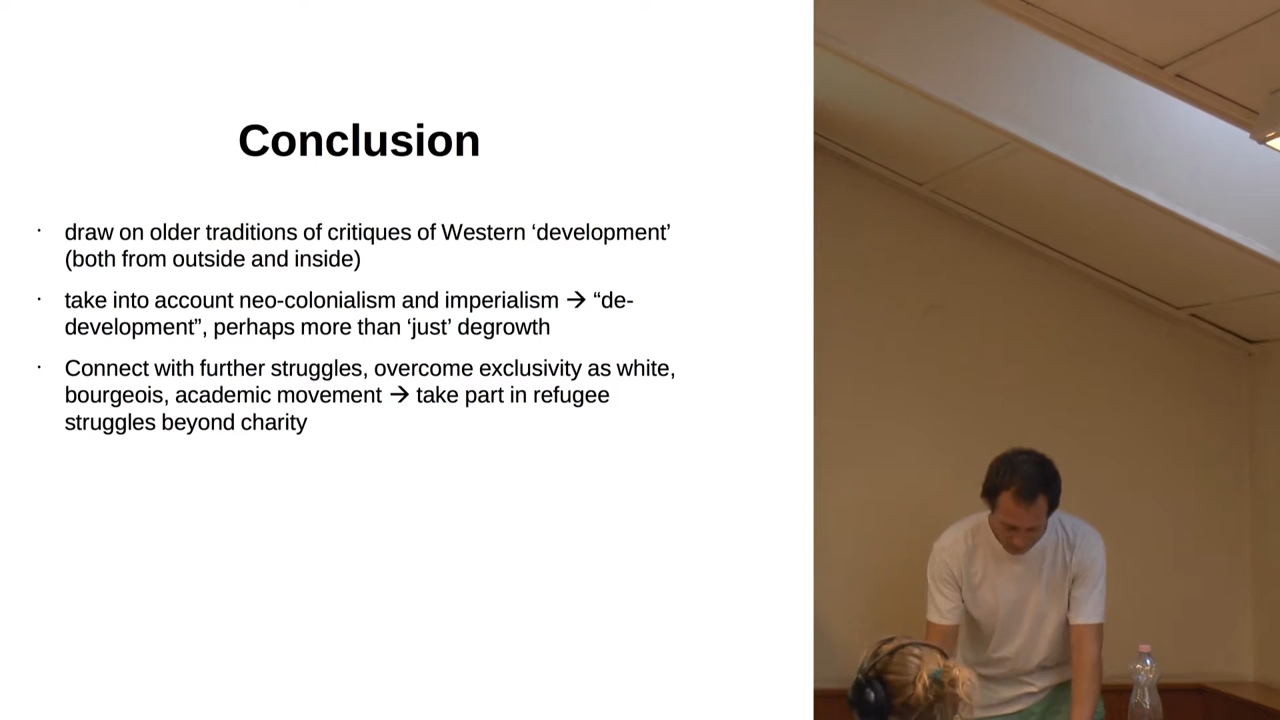 Conclusion
· draw on older traditions of critiques of Western ‘development’
(both from outside and inside)
· take into account neo-colonialism and imperialism → “de-
development”, perhaps more than ‘just’ degrowth
· Connect with further struggles, overcome exclusivity as white,
bourgeois, academic movement → take part in refugee
struggles beyond charity